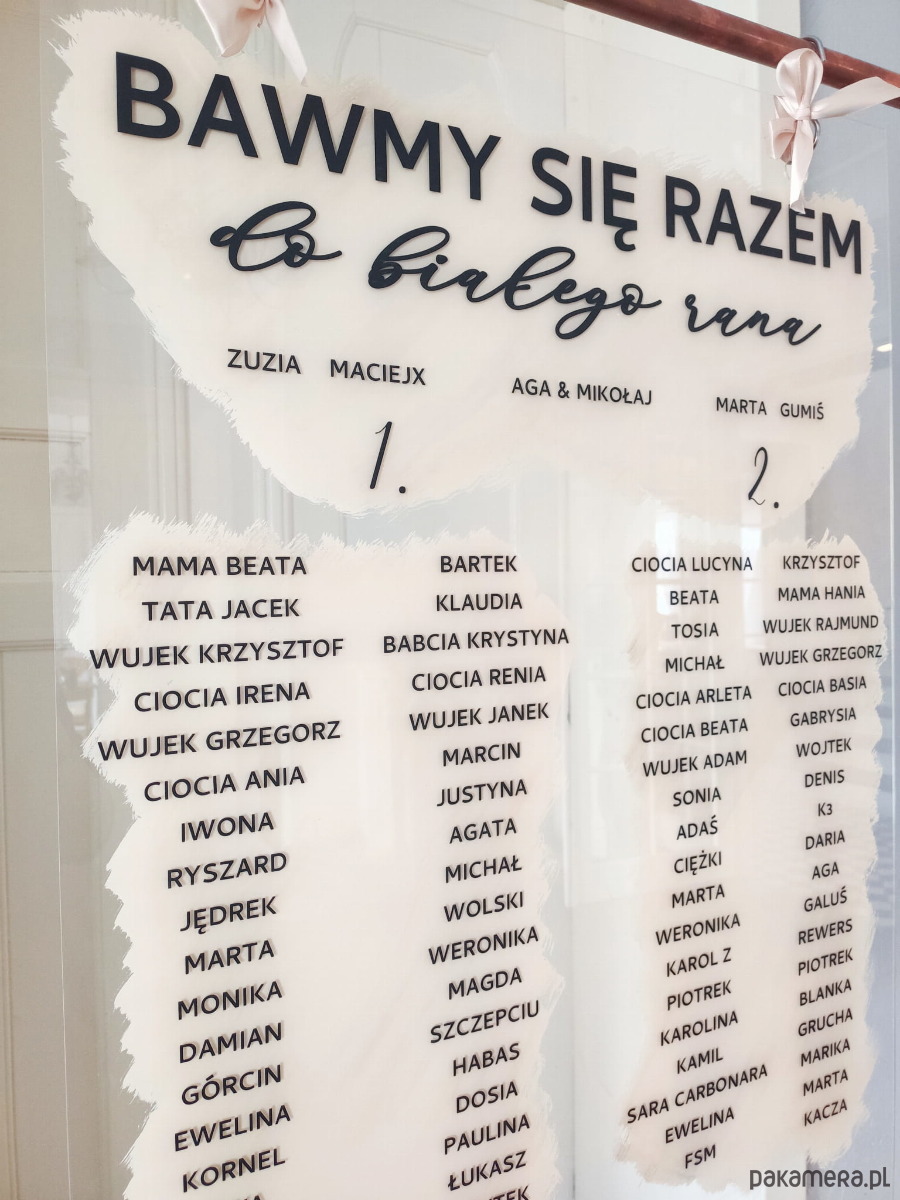 BAWMY SIĘ RAZEM
do białego rana
ZUZIA MACIEJX
AGA & MIKOŁAJ
MARTA GUMIŚ
1.
2.
MAMA BEATA
TATA JACEK
WUJEK KRZYSZTOF
CIOCIA IRENA
WUJEK GRZEGORZ
CIOCIA ANIA
IWONA
RYSZARD
JĘDREK
MARTA
MONIKA
DAMIAN
GÓRCIN
EWELINA
KORNEL
BARTEK
KLAUDIA
BABCIA KRYSTYNA
CIOCIA RENIA
WUJEK JANEK
MARCIN
JUSTYNA
AGATA
MICHAŁ
WOLSKI
WERONIKA
MAGDA
SZCZEPCIU
HABAS
DOSIA
PAULINA
ŁUKASZ
CIOCIA LUCYNA
BEATA
TOSIA
MICHAŁ
CIOCIA ARLETA
CIOCIA BEATA
WUJEK ADAM
SONIA
ADAŚ
CIĘŻKI
MARTA
WERONIKA
KAROL Z
PIOTREK
KAROLINA
KAMIL
SARA CARBONARA
EWELINA
FSM
KRZYSZTOF
MAMA HANIA
WUJEK RAJMUND
WUJEK GRZEGORZ
CIOCIA BASIA
GABRYSIA
WOJTEK
DENIS
K3
DARIA
AGA
GALUŚ
REWERS
PIOTREK
BLANKA
GRUCHA
MARIKA
MARTA
KACZA
pakamera.pl